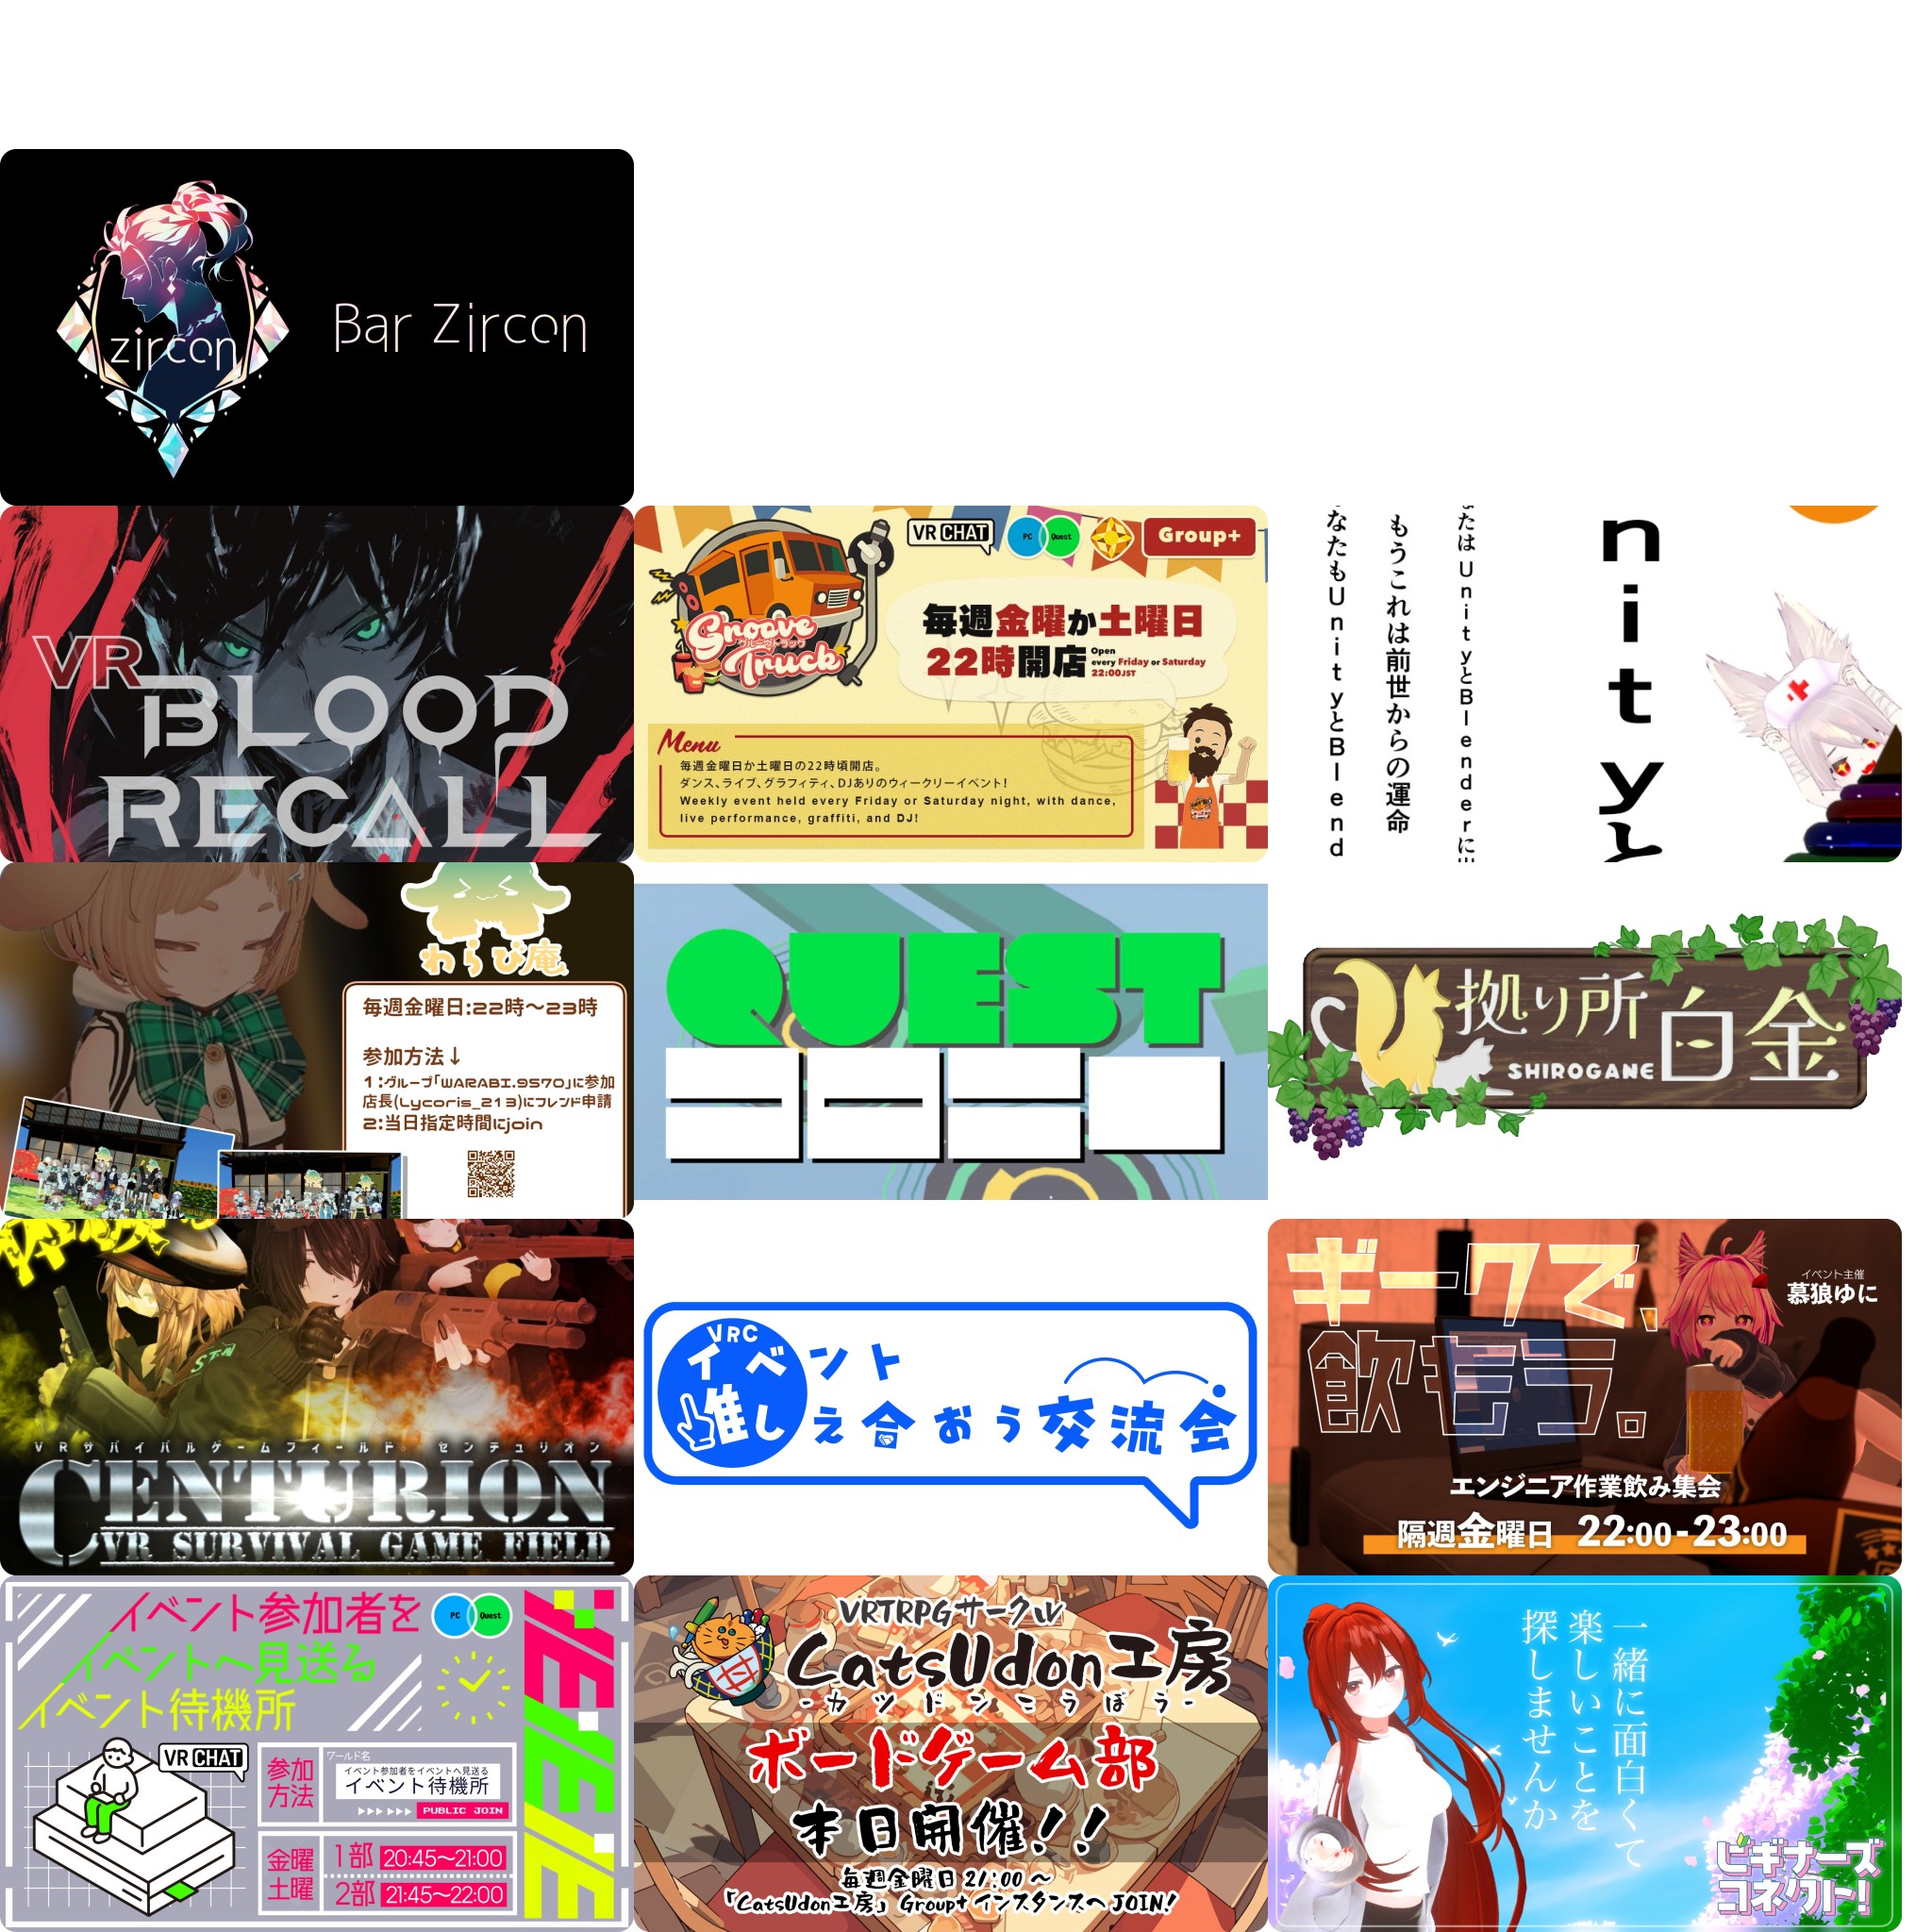 zircon
Bar Zircon
VR
BLOOD
RECALL
Groove
グルーヴトラック
Truck
VR CHAT
PC
Quest
Group+
毎週金曜か土曜日
22時開店
Open
every Friday or Saturday
22:00JST
Menu
毎週金曜日か土曜日の22時頃開店。
ダンス、ライブ、グラフィティ、DJありのウィークリーイベント!
Weekly event held every Friday or Saturday night, with dance,
live performance, graffiti, and DJ!
nity
たは UnityとBlenderに
もうこれは前世からの運命
なたもUnityとBlend
わらび庵
毎週金曜日:22時～23時
参加方法↓
1:グループ「WARABI.9570」に参加
店長(Lycoris_213)にフレンド申請
2:当日指定時間にjoin
QUEST
拠り所
白金
SHIROGANE
体験
VRサバイバルゲームフィールド センチュリオン
CENTURION
VR SURVIVAL GAME FIELD
VRC
イベント
推し
え合おう交流会
ギークで、
飲もう。
イベント主催
慕狼ゆに
エンジニア作業飲み集会
隔週金曜日 22:00-23:00
イベント参加者を
イベントへ見送る
イベント待機所
PC
Quest
VR CHAT
参加
方法
ワールド名
イベント参加者をイベントへ見送る
イベント待機所
PUBLIC JOIN
金曜
土曜
1部 20:45～21:00
2部 21:45～22:00
VRTRPGサークル
CatsUdon工房
-カツドンこうぼう-
ボードゲーム部
本日開催!!
毎週金曜日 21:00 ～
「CatsUdon工房」 Group+ インスタンスへ JOIN!
一緒に面白くて
楽しいことを
探しませんか
ビギナーズ
コネクト!